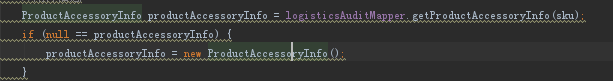 ProductAccessoryInfo productAccessoryInfo = logisticsAuditMapper.getProductAccessoryInfo(sku);
if (null == productAccessoryInfo) {
productAccessoryInfo = new ProductAccessoryInfo();
}